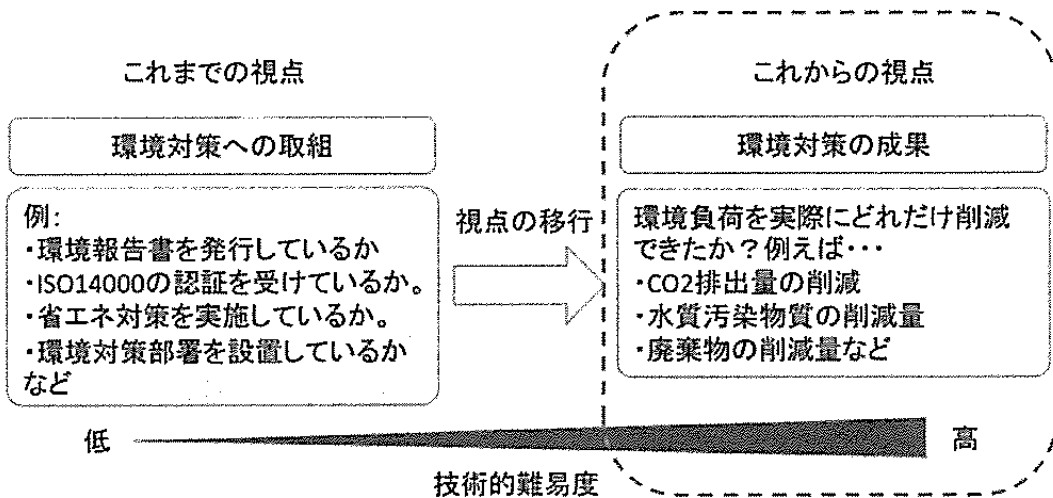 これまでの視点
環境対策への取組
例:
・環境報告書を発行しているか
・ISO14000の認証を受けているか。
・省エネ対策を実施しているか。
・環境対策部署を設置しているか
など
視点の移行
これからの視点
環境対策の成果
環境負荷を実際にどれだけ削減
できたか？例えば・・・
・CO2排出量の削減
・水質汚染物質の削減量
・廃棄物の削減量など
低
高
技術的難易度